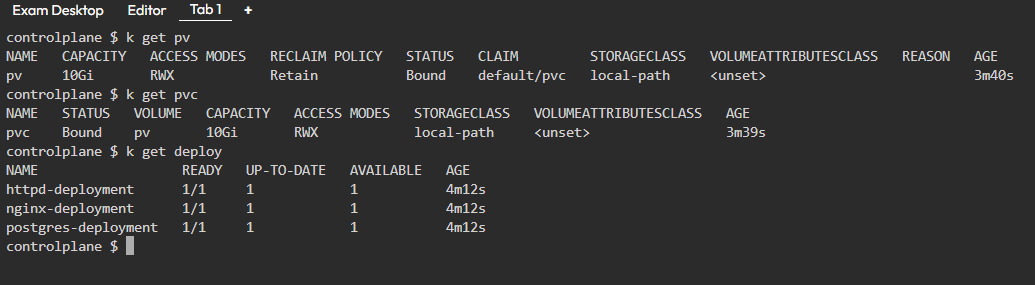 Exam Desktop Editor Tab 1 +
controlplane $ k get pv
NAME CAPACITY ACCESS MODES RECLAIM POLICY STATUS CLAIM STORAGECLASS VOLUMEATTRIBUTESCLASS REASON AGE
pv 10Gi RWX Retain Bound default/pvc local-path <unset> 3m40s
controlplane $ k get pvc
NAME STATUS VOLUME CAPACITY ACCESS MODES STORAGECLASS VOLUMEATTRIBUTESCLASS AGE
pvc Bound pv 10Gi RWX local-path <unset> 3m39s
controlplane $ k get deploy
NAME READY UP-TO-DATE AVAILABLE AGE
httpd-deployment 1/1 1 1 4m12s
nginx-deployment 1/1 1 1 4m12s
postgres-deployment 1/1 1 1 4m12s
controlplane $